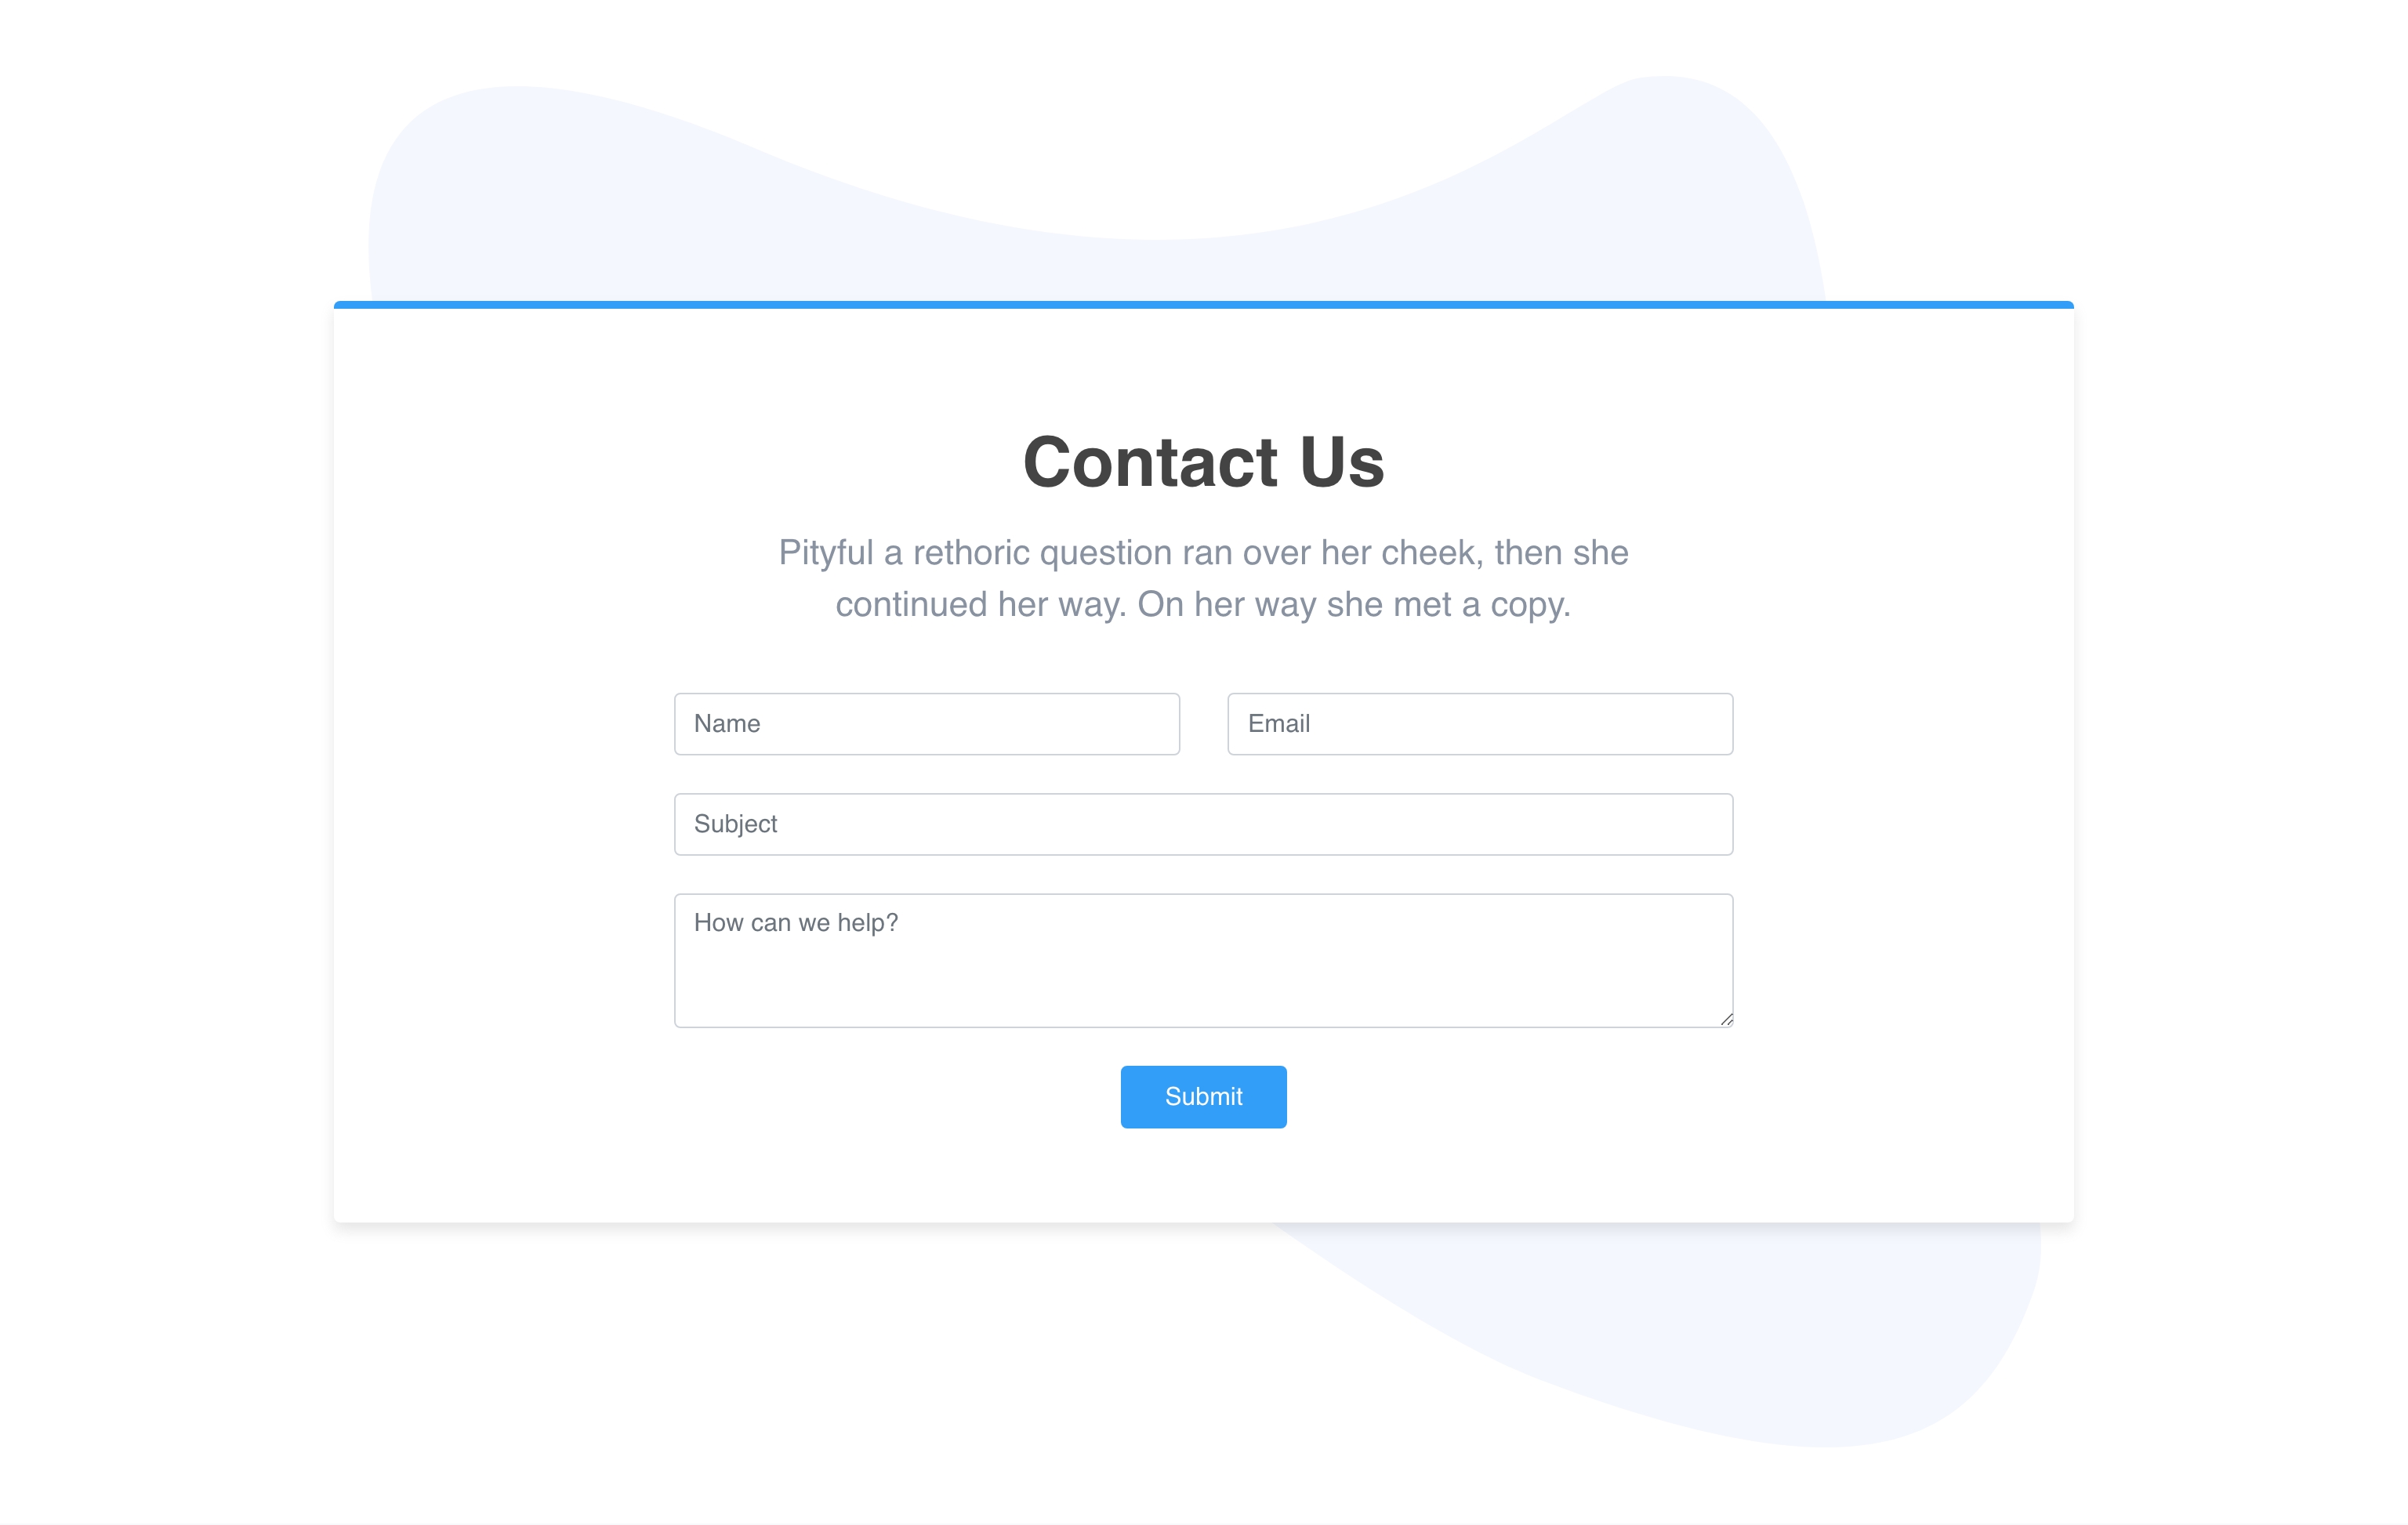 Contact Us
Pityful a rethoric question ran over her cheek, then she
continued her way. On her way she met a copy.
Name
Email
Subject
How can we help?
Submit